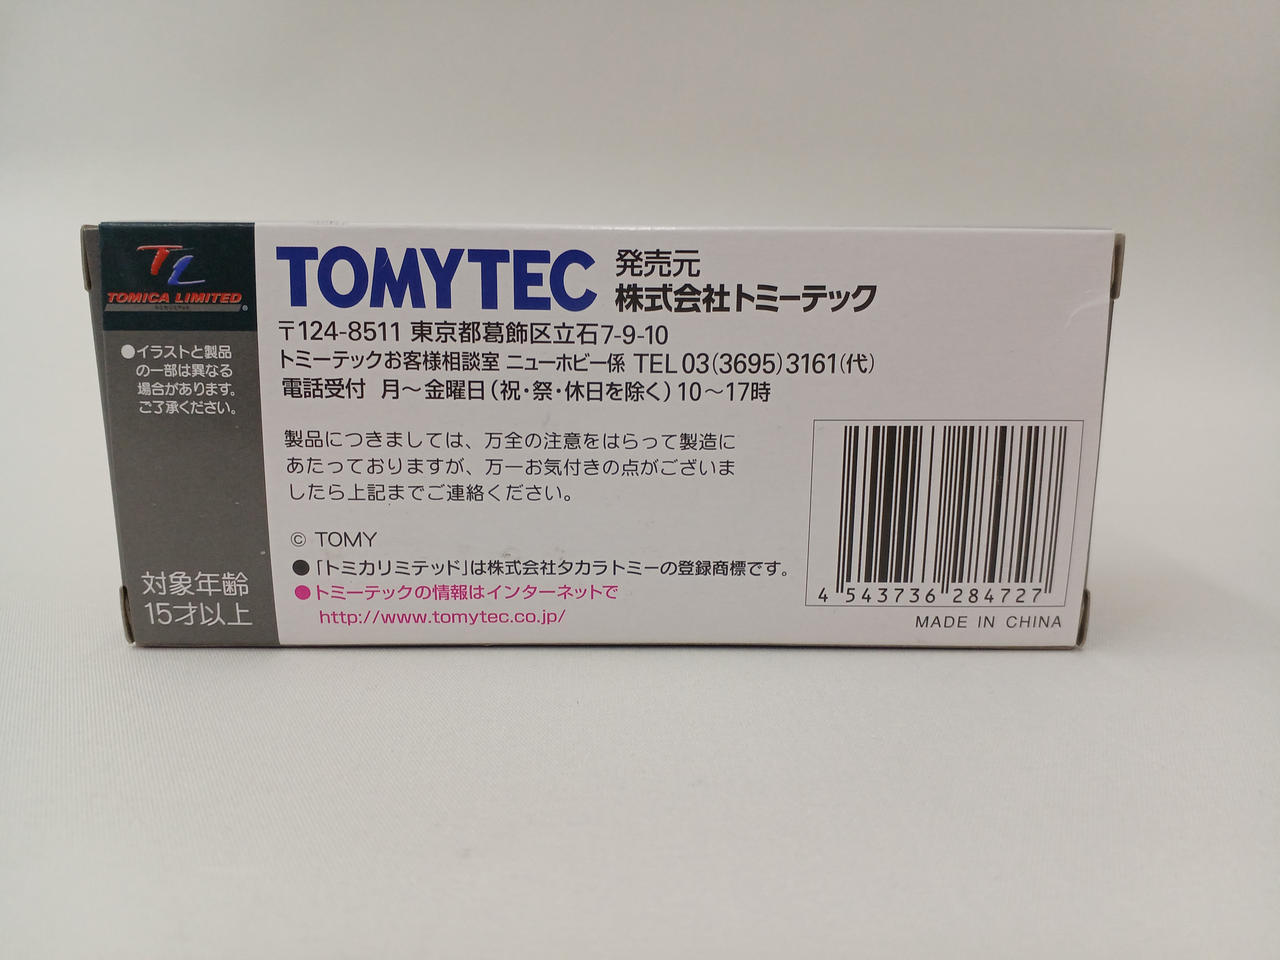 TL
TOMICA LIMITED
●イラストと製品
の一部は異なる
場合があります。
ご了承ください。
対象年齢
15才以上
TOMYTEC
発売元
株式会社トミーテック
〒124-8511 東京都葛飾区立石7-9-10
トミーテックお客様相談室 ニューホビー係 TEL 03(3695)3161(代)
電話受付 月〜金曜日(祝・祭・休日を除く)10〜17時
製品につきましては、万全の注意をはらって製造に
あたっておりますが、万一お気付きの点がございま
したら上記までご連絡ください。
© TOMY
●「トミカリミテッド」は株式会社タカラトミーの登録商標です。
●トミーテックの情報はインターネットで
http://www.tomytec.co.jp/
4 543736 284727
MADE IN CHINA